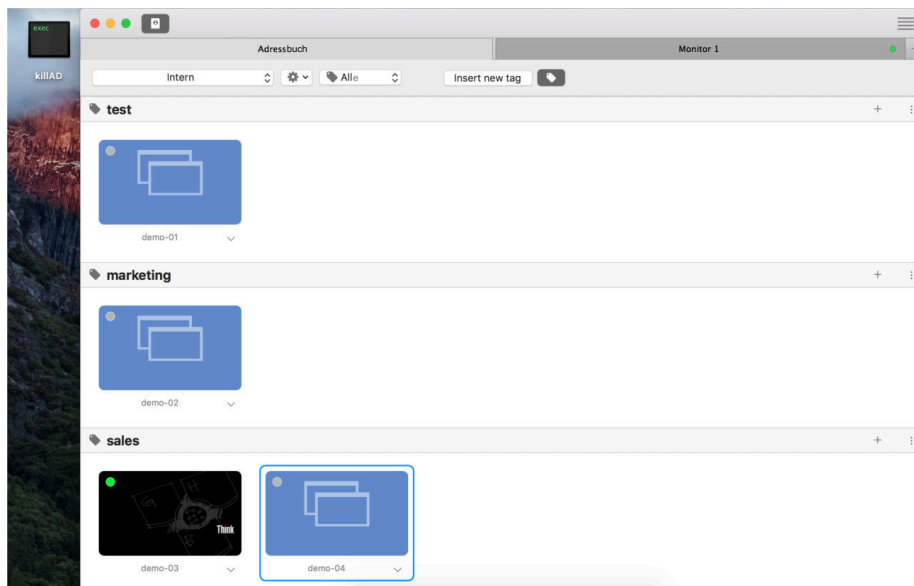 exec
killAD
Adressbuch
Monitor 1
Intern
Alle
Insert new tag
test
demo-01
marketing
demo-02
sales
G H
Think
demo-03
demo-04